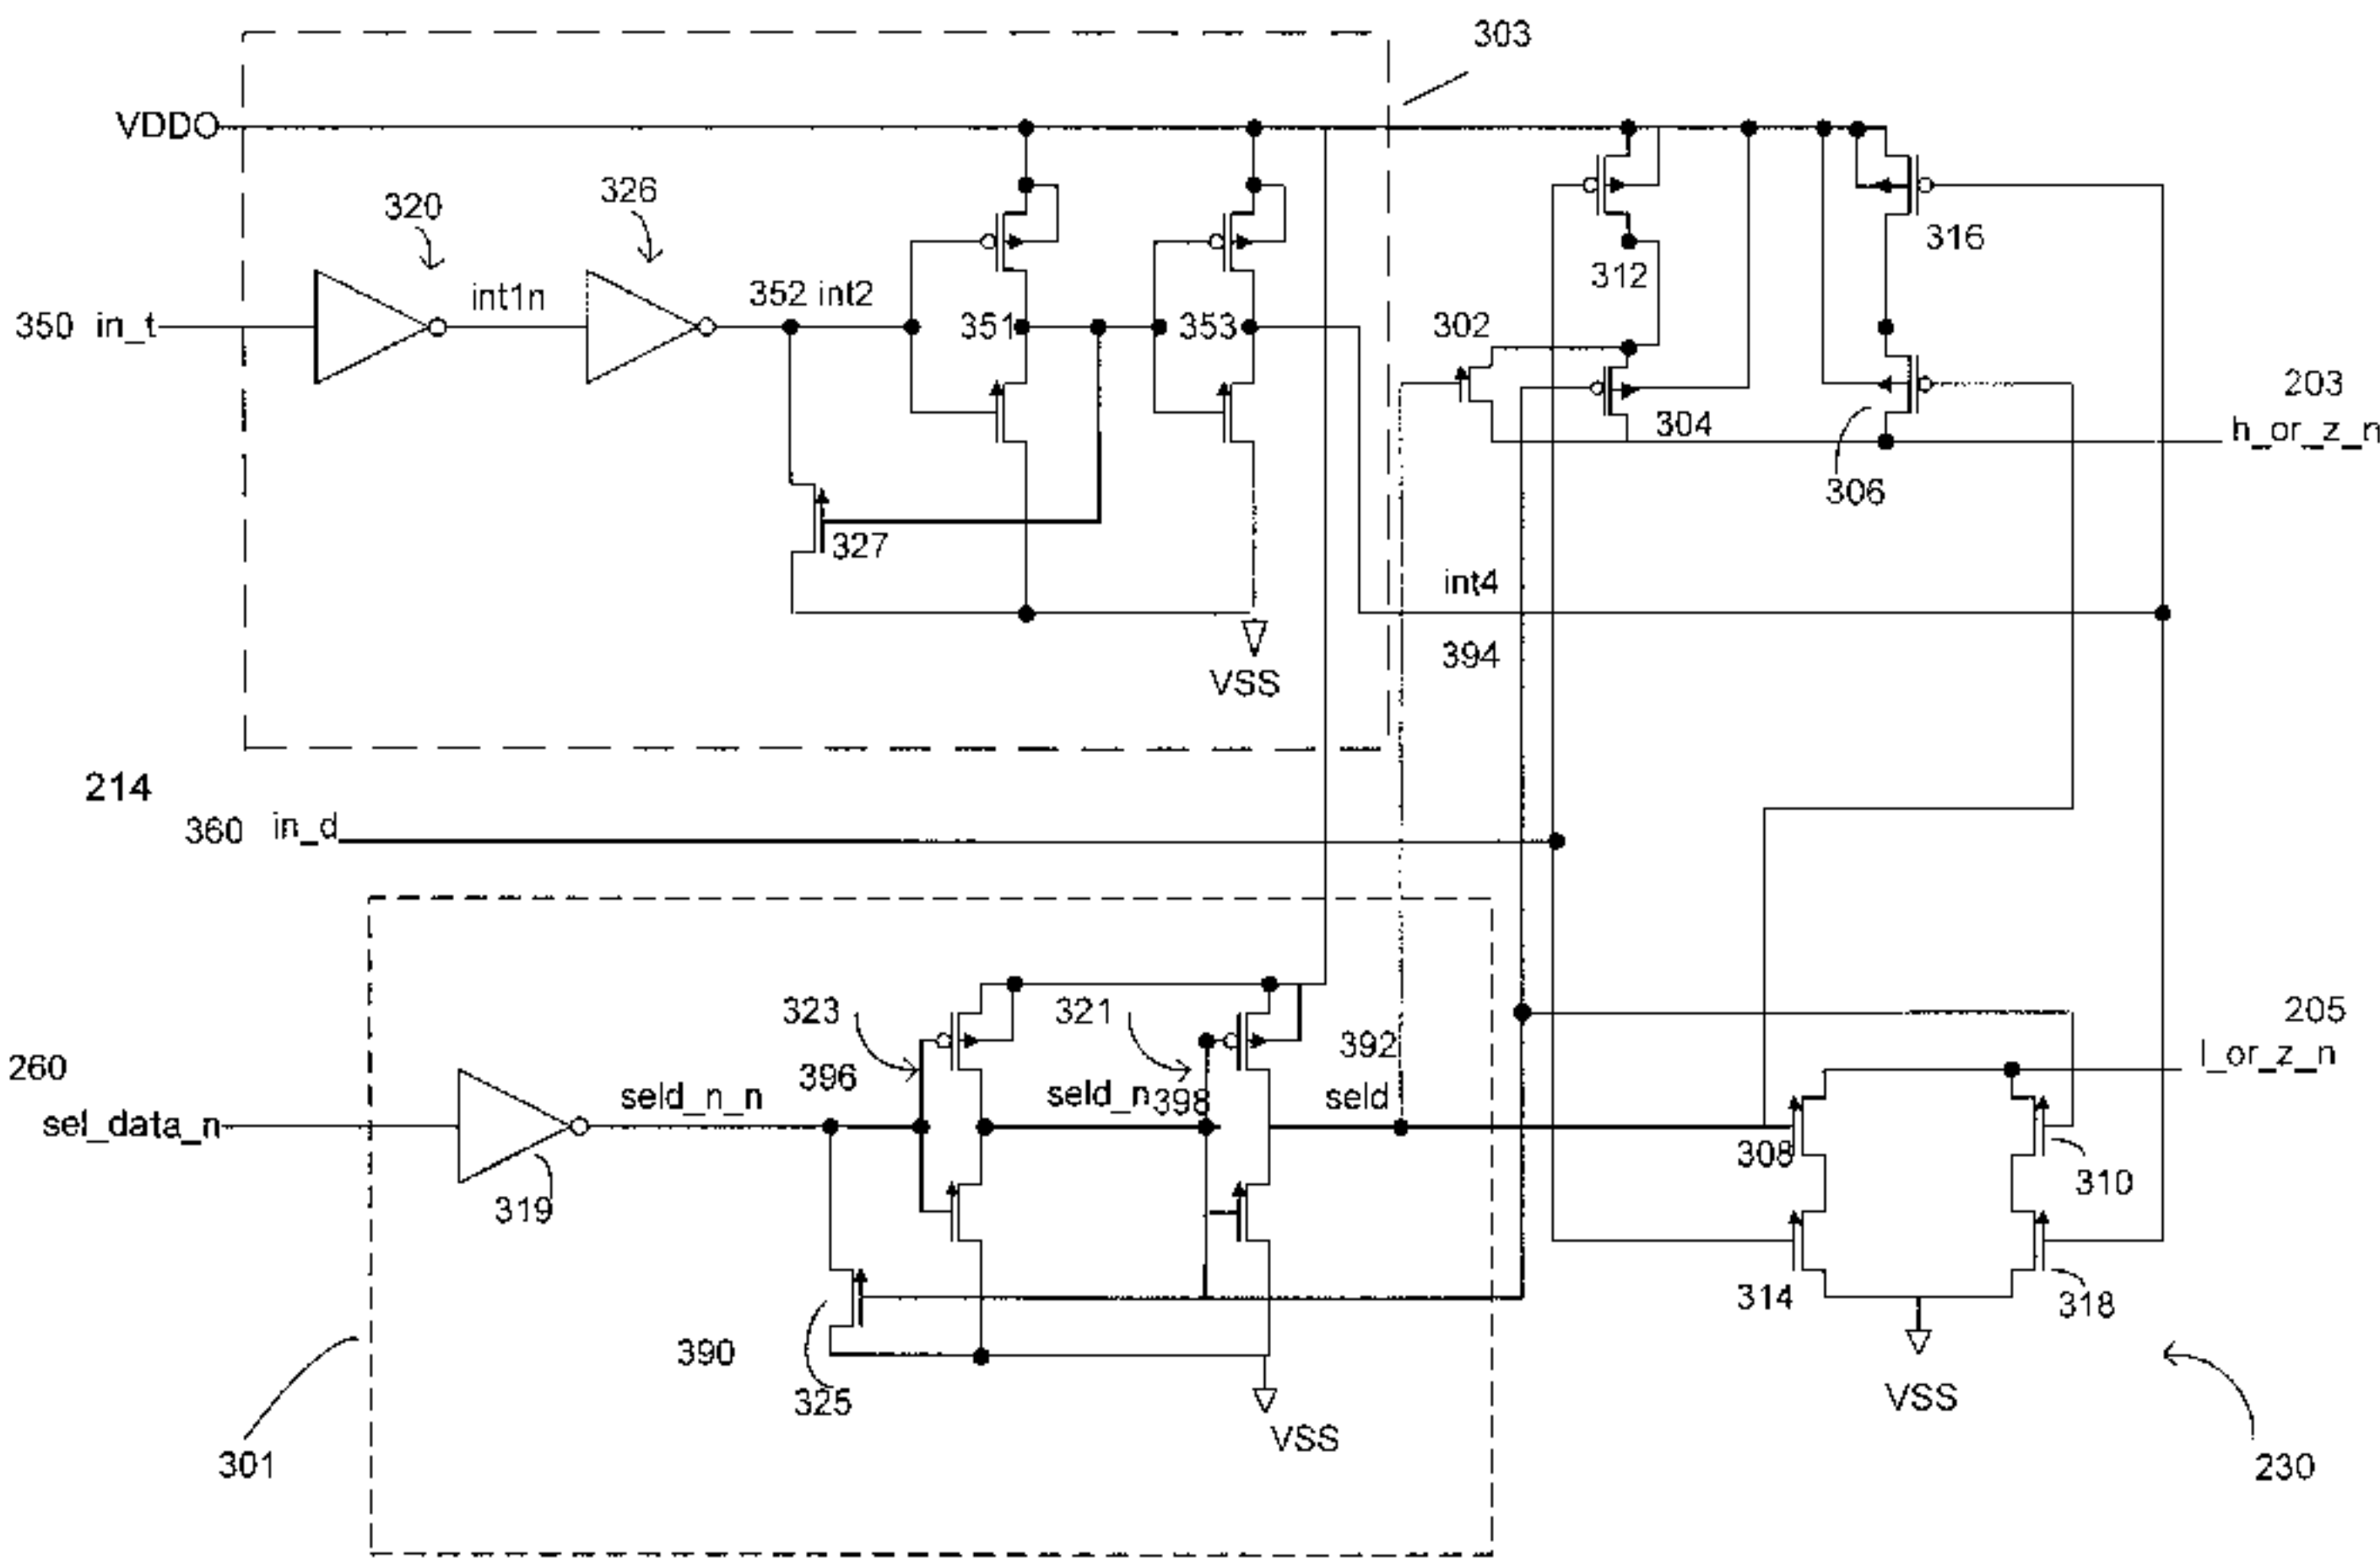 303
VDDO
320
326
316
312
350 in_t
int1n
352 int2
351
353
302
203
304
h_or_z_n
306
327
int4
394
VSS
214
360 in_d
323
321
392
205
260
396
l_or_z_n
sel_data_n
seld_n_n
seld_n
398
seld
308
310
319
314
318
390
325
VSS
VSS
301
230